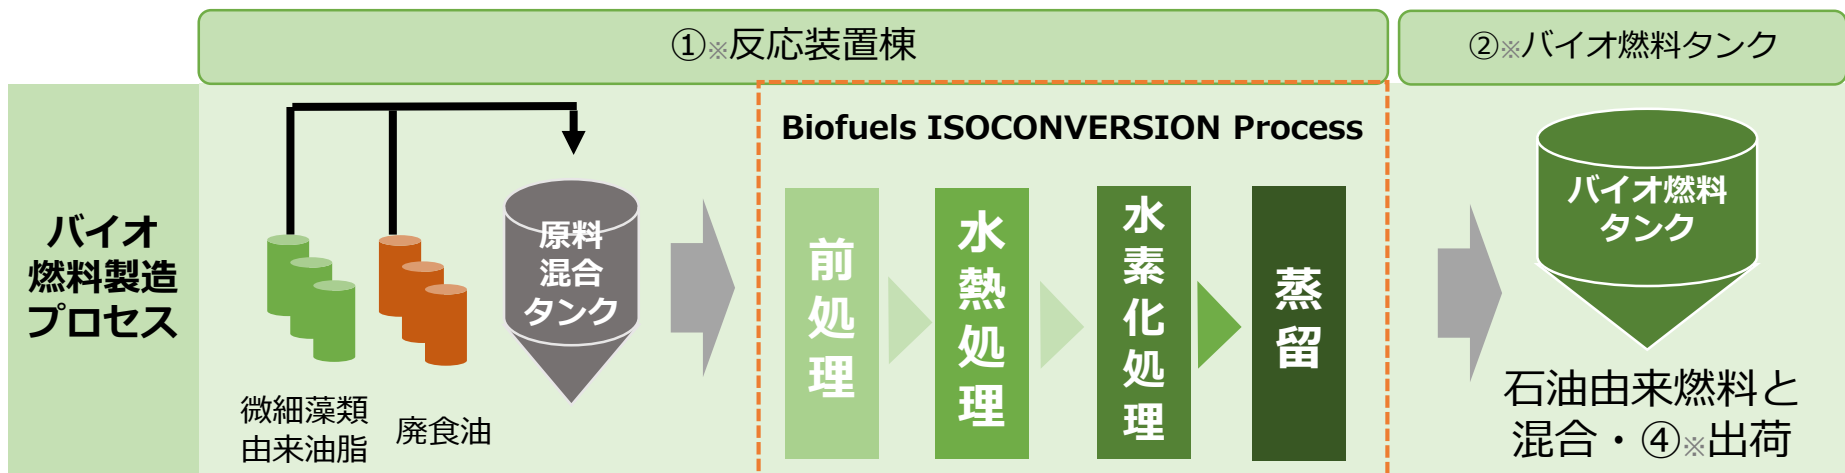 ①※反応装置棟
②※バイオ燃料タンク
バイオ
燃料製造
プロセス
微細藻類
由来油脂
廃食油
原料
混合
タンク
Biofuels ISOCONVERSION Process
前処理
水熱処理
水素化処理
蒸留
バイオ燃料
タンク
石油由来燃料と
混合・④※出荷